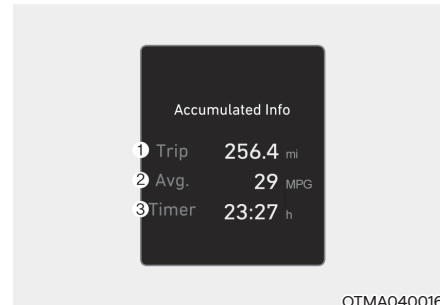 Accumulated Info
1 Trip 256.4 mi
2 Avg. 29 MPG
3 Timer 23:27 h
OTMA040016